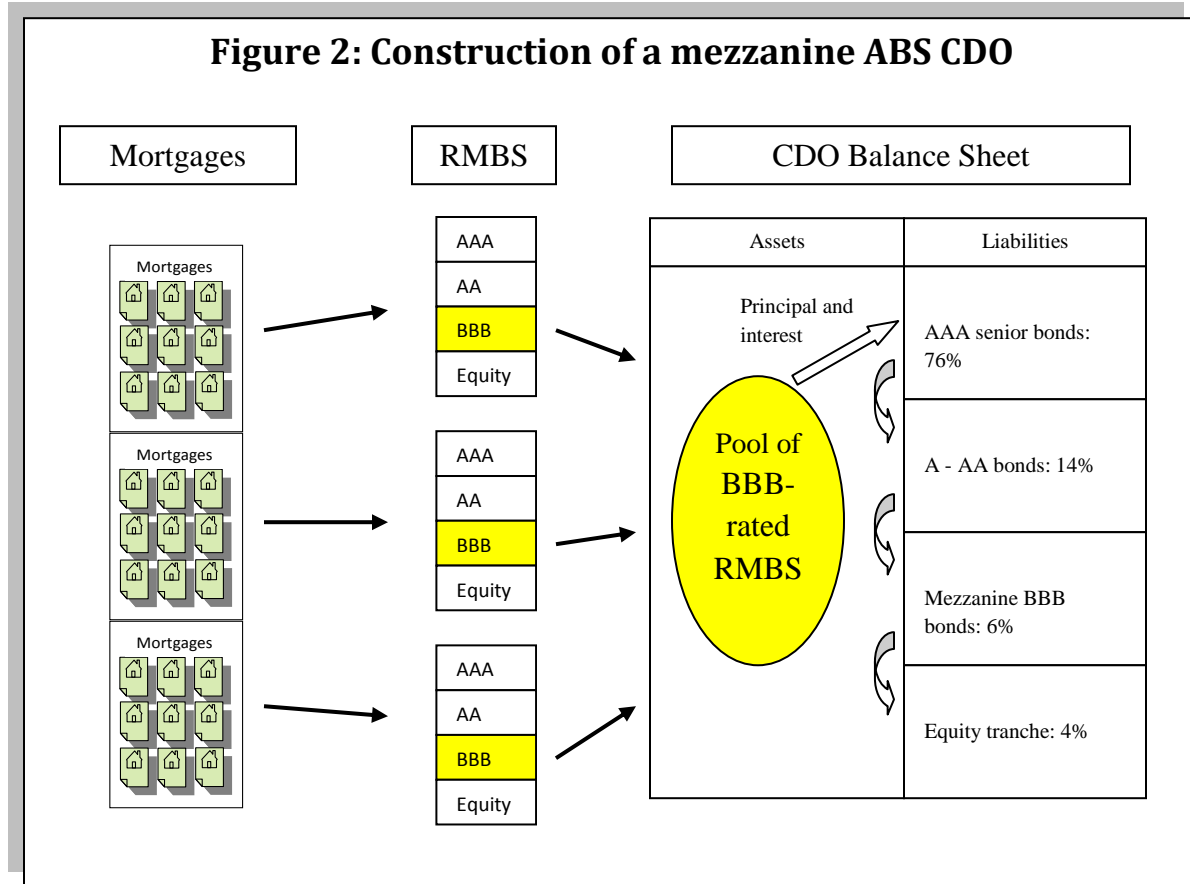 Figure 2: Construction of a mezzanine ABS CDO
Mortgages
RMBS
CDO Balance Sheet
Mortgages
Mortgages
Mortgages
AAA
AA
BBB
Equity
AAA
AA
BBB
Equity
AAA
AA
BBB
Equity
Assets
Liabilities
Principal and
interest
Pool of
BBB-
rated
RMBS
AAA senior bonds:
76%
A - AA bonds: 14%
Mezzanine BBB
bonds: 6%
Equity tranche: 4%